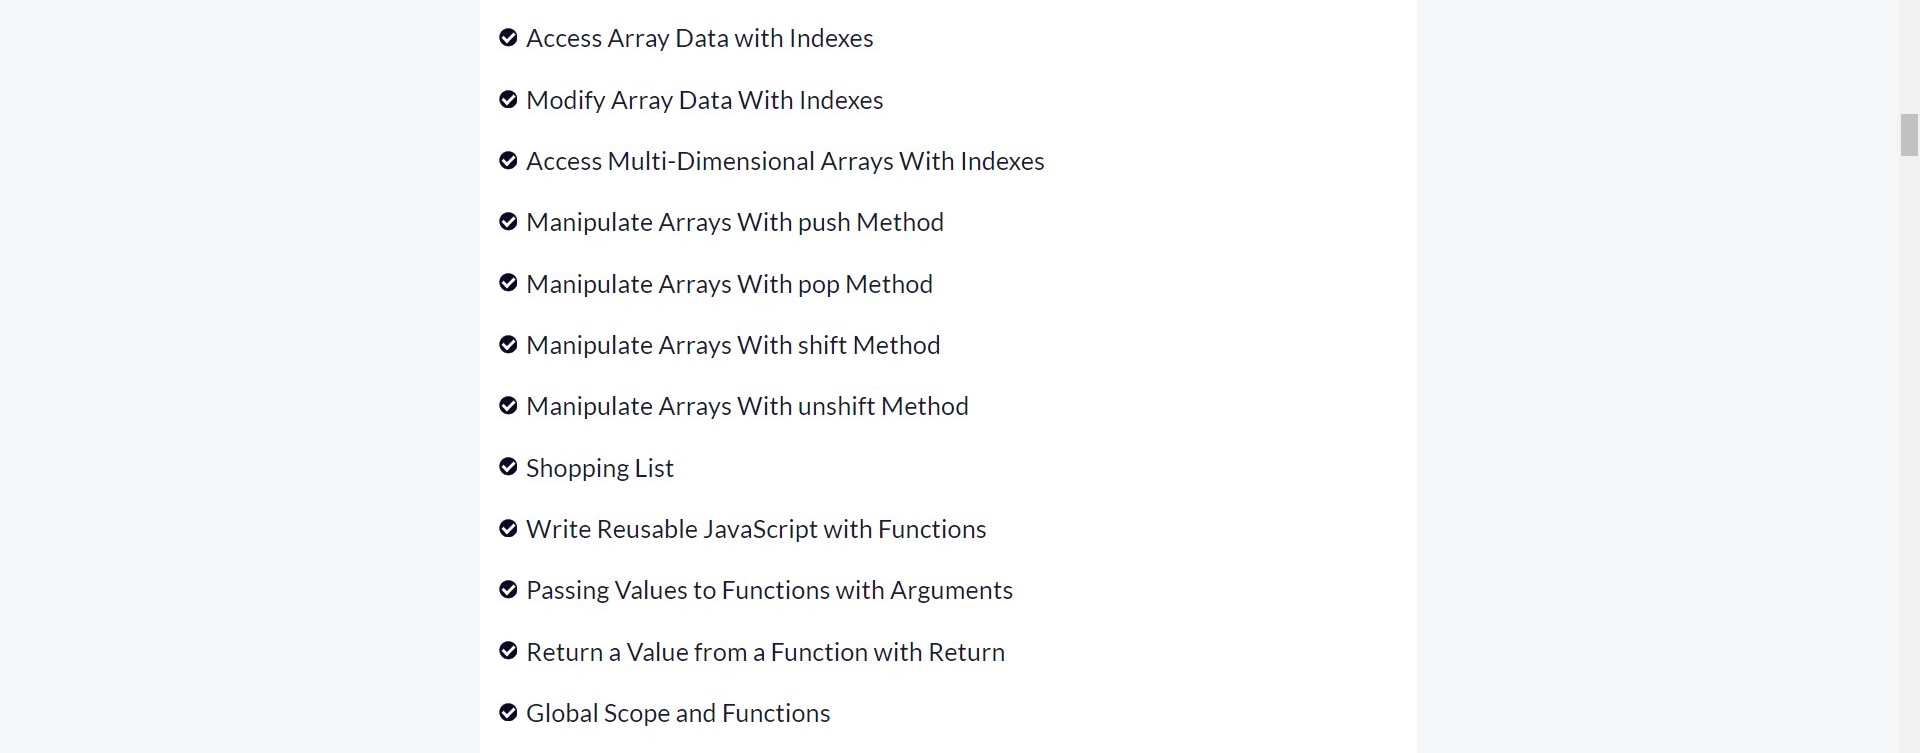 Access Array Data with Indexes
Modify Array Data With Indexes
Access Multi-Dimensional Arrays With Indexes
Manipulate Arrays With push Method
Manipulate Arrays With pop Method
Manipulate Arrays With shift Method
Manipulate Arrays With unshift Method
Shopping List
Write Reusable JavaScript with Functions
Passing Values to Functions with Arguments
Return a Value from a Function with Return
Global Scope and Functions